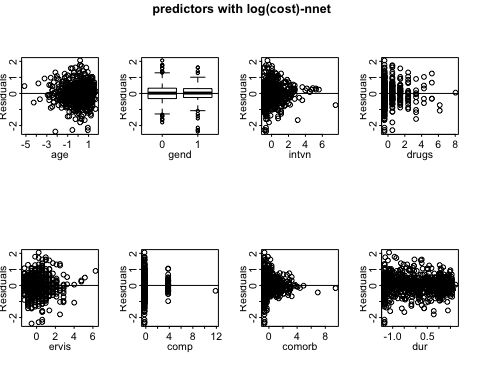 predictors with log(cost)-nnet
Residuals
-2 0 1 2
-5 -3 -1 1
age
Residuals
-2 0 1 2
0 1
gend
Residuals
-2 0 1 2
0 2 4 6 8
intvn
Residuals
-2 0 1 2
0 2 4 6 8
drugs
Residuals
-2 0 1 2
0 2 4 6
ervis
Residuals
-2 0 1 2
0 4 8 12
comp
Residuals
-2 0 1 2
0 4 8
comorb
Residuals
-2 0 1 2
-1.0 0.5
dur